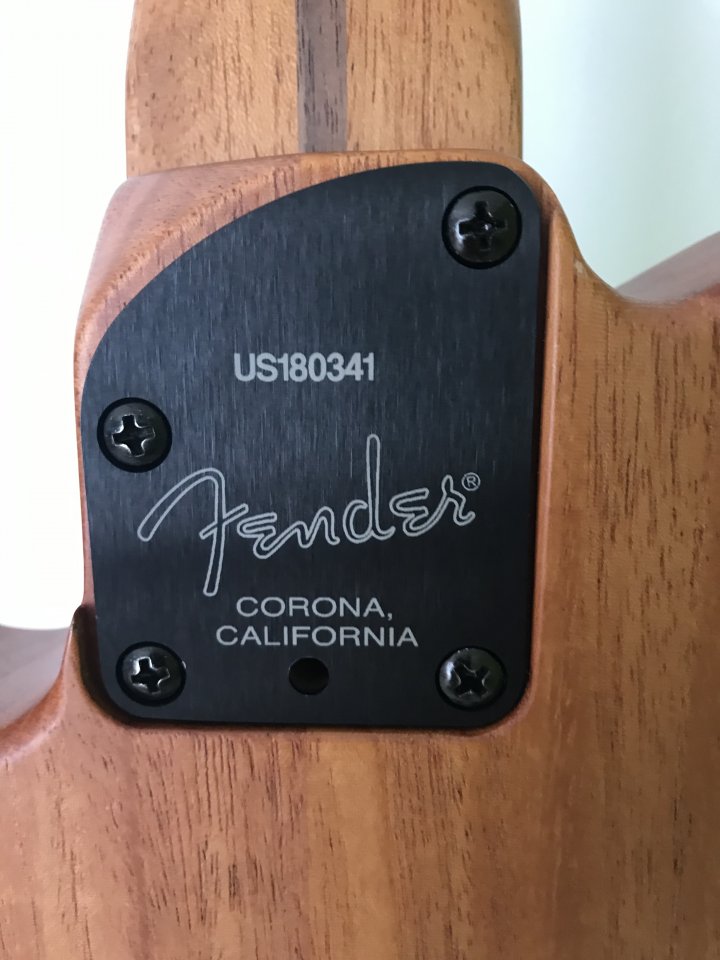 US180341
Fender®
CORONA,
CALIFORNIA